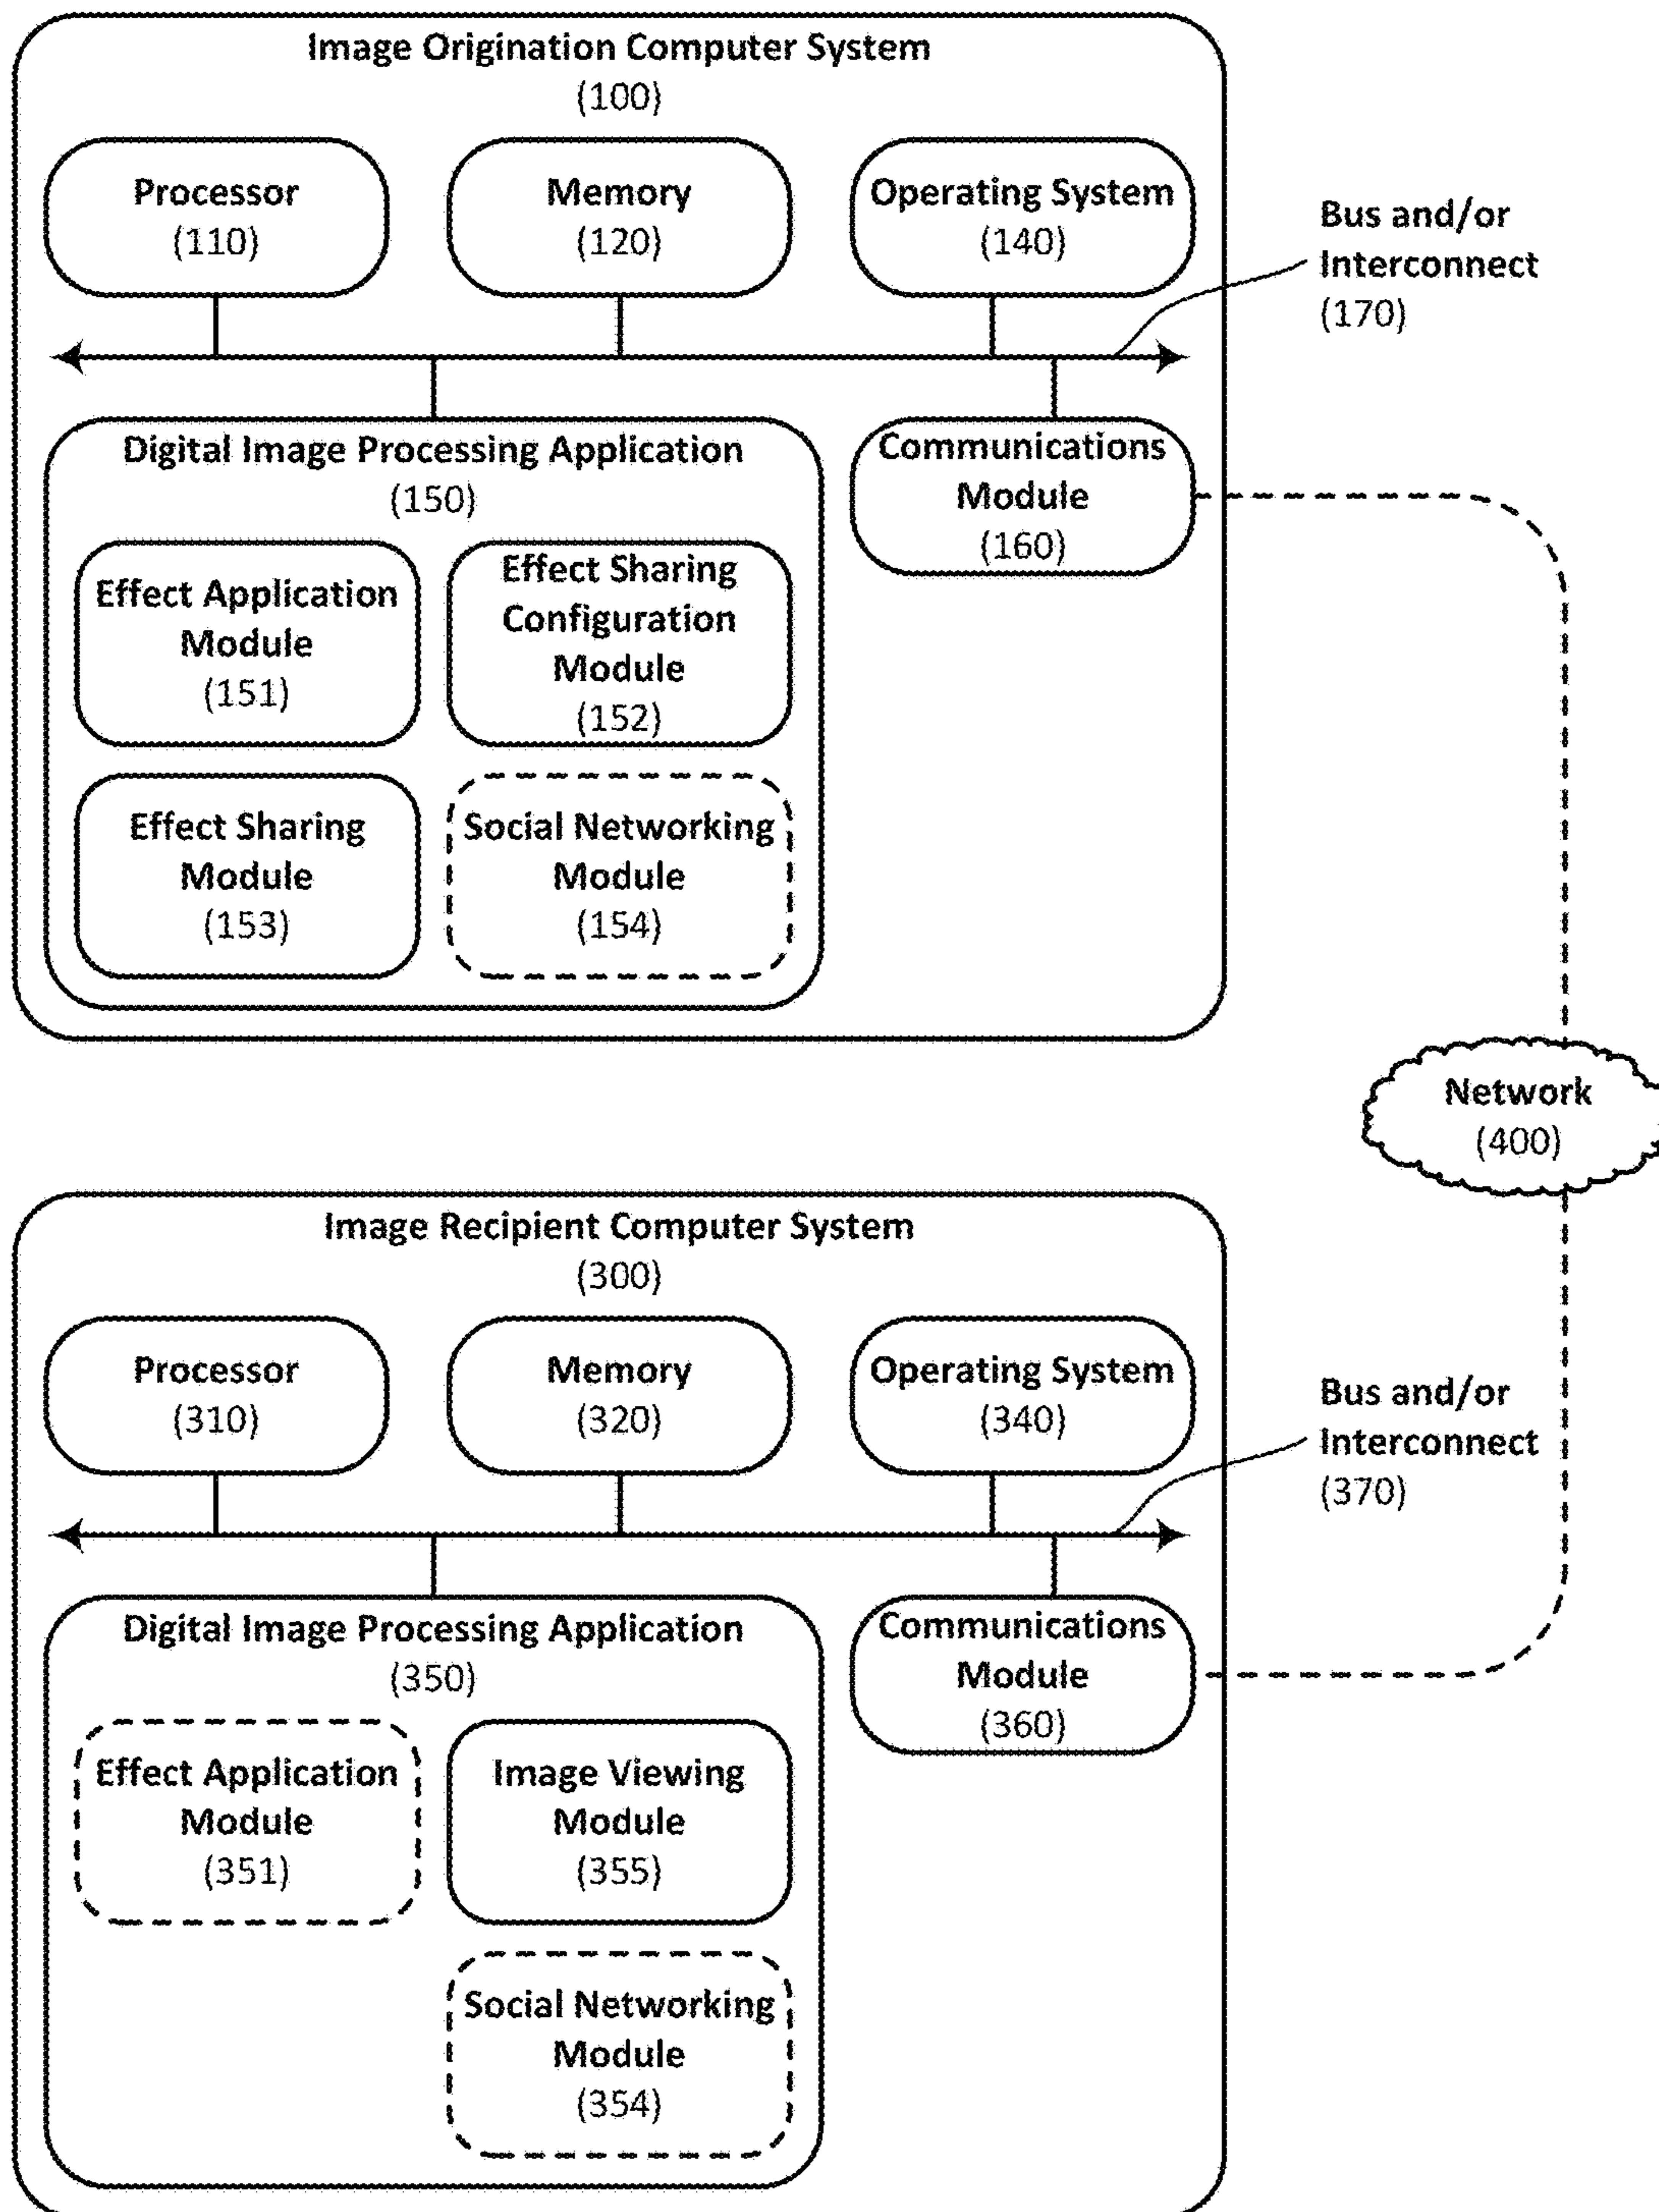 Image Origination Computer System
(100)
Processor
(110)
Memory
(120)
Operating System
(140)
Bus and/or
Interconnect
(170)
Digital Image Processing Application
(150)
Communications
Module
(160)
Effect Application
Module
(151)
Effect Sharing
Configuration
Module
(152)
Effect Sharing
Module
(153)
Social Networking
Module
(154)
Network
(400)
Image Recipient Computer System
(300)
Processor
(310)
Memory
(320)
Operating System
(340)
Bus and/or
Interconnect
(370)
Digital Image Processing Application
(350)
Communications
Module
(360)
Effect Application
Module
(351)
Image Viewing
Module
(355)
Social Networking
Module
(354)